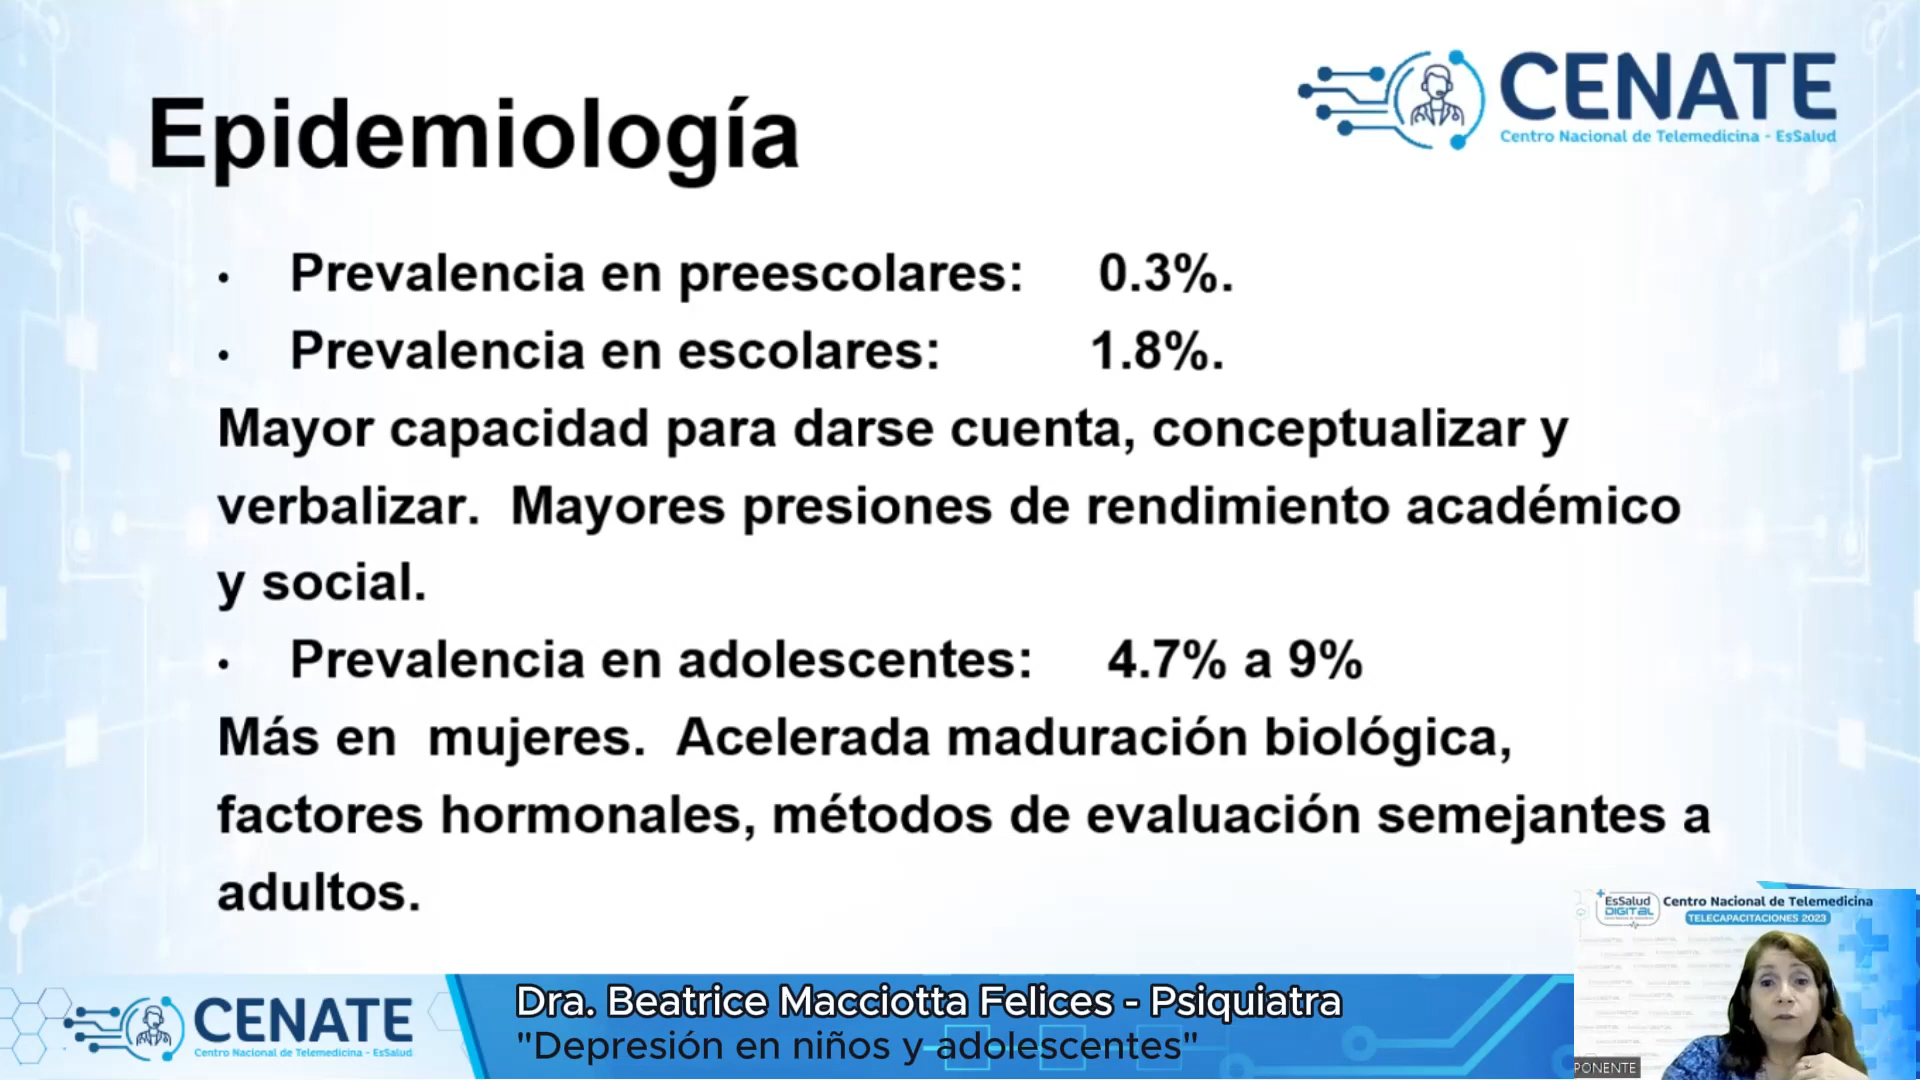 CENATE
Centro Nacional de Telemedicina - EsSalud
Epidemiología
• Prevalencia en preescolares: 0.3%.
• Prevalencia en escolares: 1.8%.
Mayor capacidad para darse cuenta, conceptualizar y
verbalizar. Mayores presiones de rendimiento académico
y social.
• Prevalencia en adolescentes: 4.7% a 9%
Más en mujeres. Acelerada maduración biológica,
factores hormonales, métodos de evaluación semejantes a
adultos.
EsSalud
DIGITAL
Centro Nacional de Telemedicina
TELECAPACITACIONES 2023
PONENTE
CENATE
Centro Nacional de Telemedicina - EsSalud
Dra. Beatrice Macciotta Felices - Psiquiatra
"Depresión en niños y adolescentes"